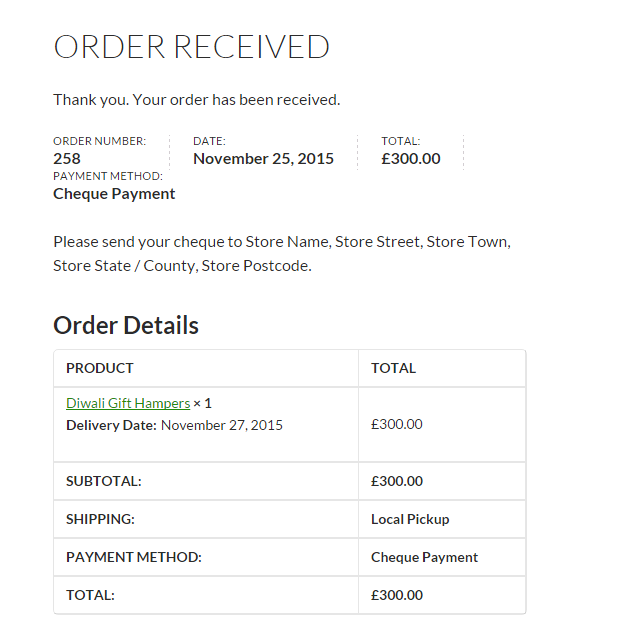 ORDER RECEIVED
Thank you. Your order has been received.
ORDER NUMBER: DATE: TOTAL:
258 November 25, 2015 £300.00
PAYMENT METHOD:
Cheque Payment
Please send your cheque to Store Name, Store Street, Store Town,
Store State / County, Store Postcode.
Order Details
PRODUCT TOTAL
Diwali Gift Hampers × 1
Delivery Date: November 27, 2015 £300.00
SUBTOTAL: £300.00
SHIPPING: Local Pickup
PAYMENT METHOD: Cheque Payment
TOTAL: £300.00